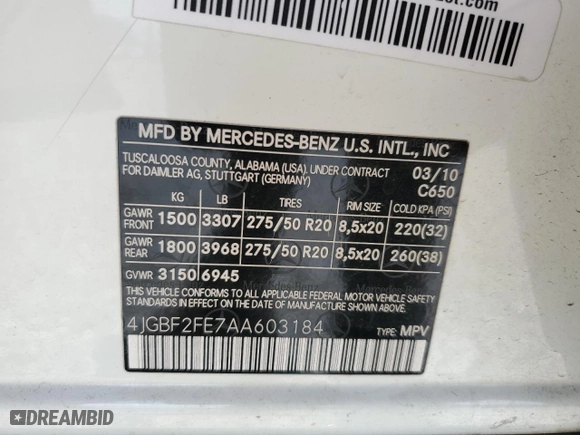 .com
MFD BY MERCEDES-BENZ U.S. INTL., INC
TUSCALOOSA COUNTY, ALABAMA (USA). UNDER CONTRACT 03/10
FOR DAIMLER AG, STUTTGART (GERMANY) C650
KG LB TIRES RIM SIZE COLD KPA (PSI)
GAWR FRONT 1500 3307 275/50 R20 8,5x20 220(32)
GAWR REAR 1800 3968 275/50 R20 8,5x20 260(38)
GVWR 3150 6945
THIS VEHICLE CONFORMS TO ALL APPLICABLE FEDERAL MOTOR VEHICLE
SAFETY STANDARDS IN EFFECT ON THE DATE OF MANUFACTURE SHOWN ABOVE.
4JGBF2FE7AA603184 TYPE: MPV
DREAMBID